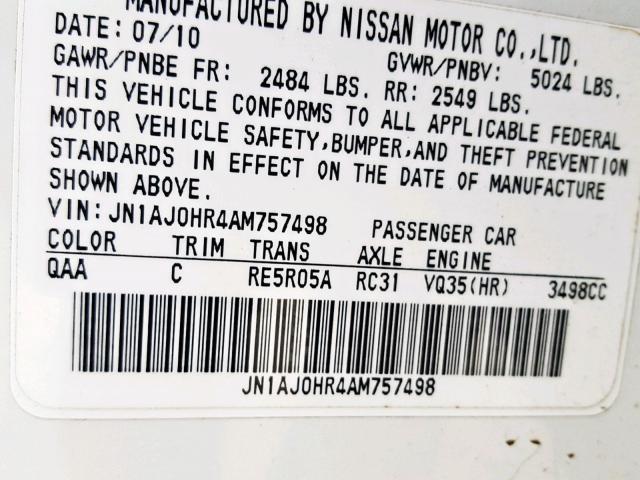 MANUFACTURED BY NISSAN MOTOR CO.,LTD.
DATE: 07/10 GVWR/PNBV: 5024 LBS.
GAWR/PNBE FR: 2484 LBS. RR: 2549 LBS.
THIS VEHICLE CONFORMS TO ALL APPLICABLE FEDERAL
MOTOR VEHICLE SAFETY,BUMPER,AND THEFT PREVENTION
STANDARDS IN EFFECT ON THE DATE OF MANUFACTURE
SHOWN ABOVE.
VIN: JN1AJ0HR4AM757498 PASSENGER CAR
COLOR TRIM TRANS AXLE ENGINE
QAA C RE5R05A RC31 VQ35(HR) 3498CC
JN1AJ0HR4AM757498